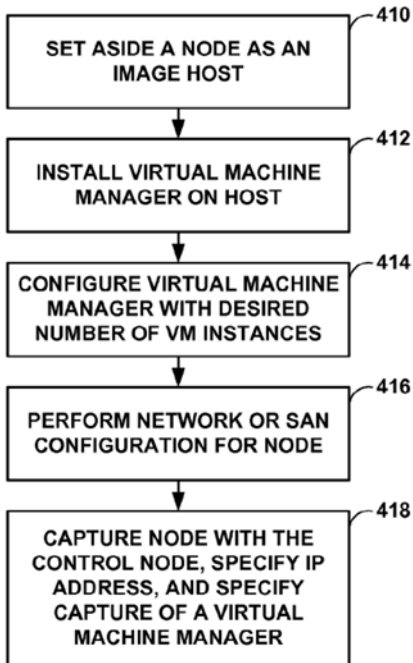 410
SET ASIDE A NODE AS AN
IMAGE HOST
412
INSTALL VIRTUAL MACHINE
MANAGER ON HOST
414
CONFIGURE VIRTUAL MACHINE
MANAGER WITH DESIRED
NUMBER OF VM INSTANCES
416
PERFORM NETWORK OR SAN
CONFIGURATION FOR NODE
418
CAPTURE NODE WITH THE
CONTROL NODE, SPECIFY IP
ADDRESS, AND SPECIFY
CAPTURE OF A VIRTUAL
MACHINE MANAGER